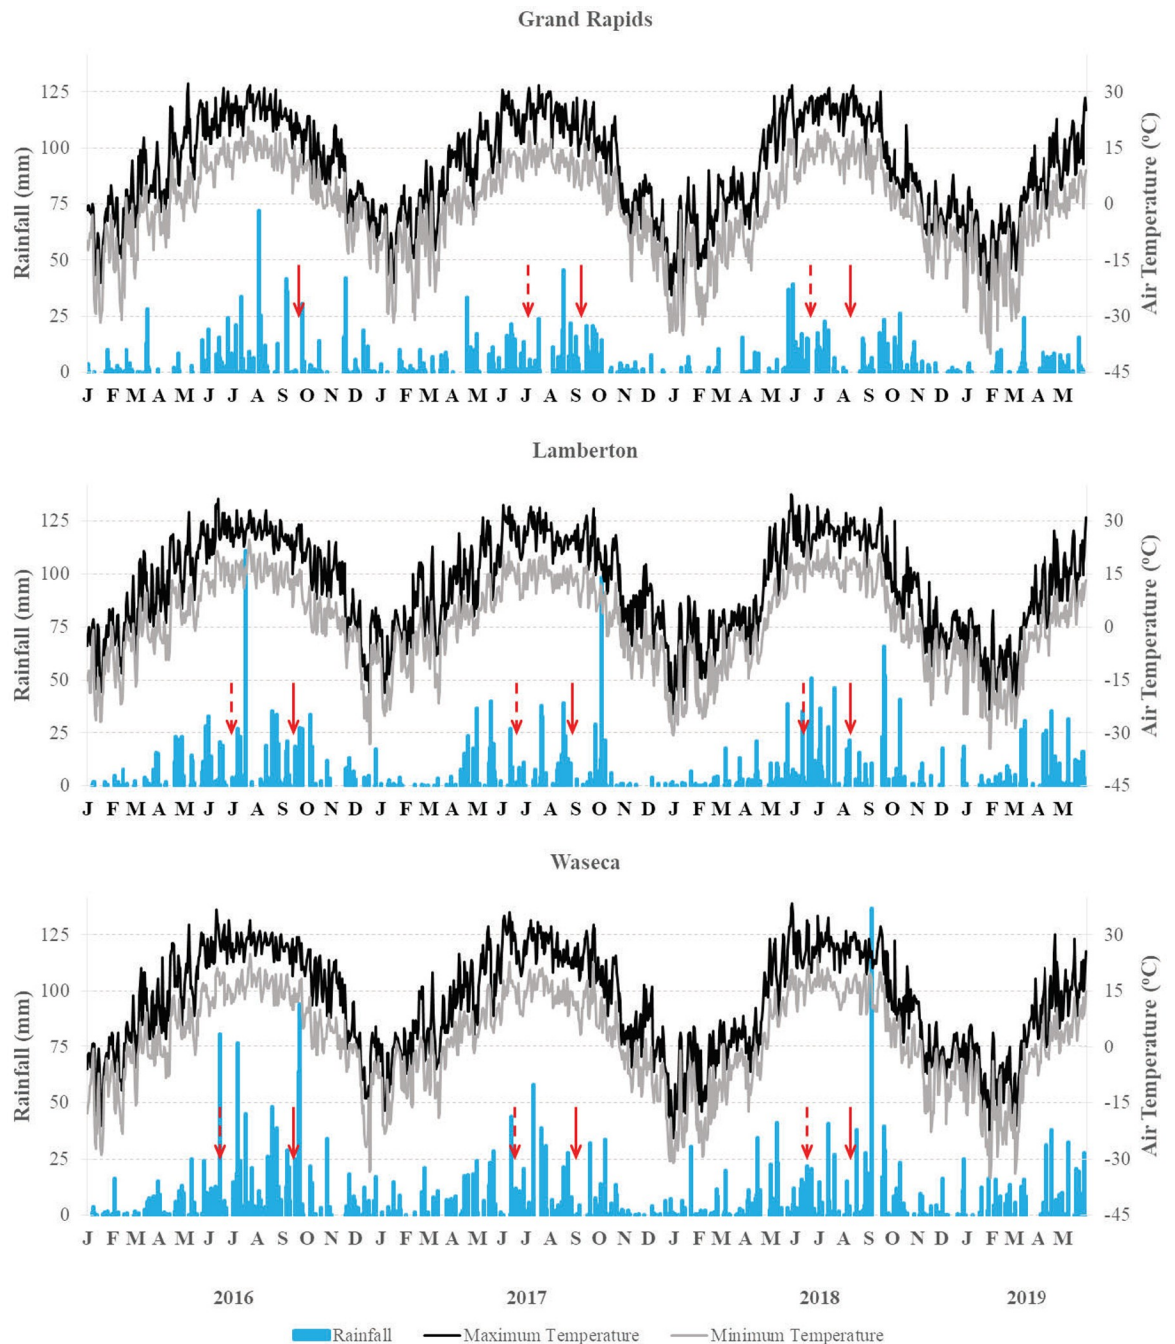 Grand Rapids
Rainfall (mm)
125
100
75
50
25
0
30
15
0
-15
-30
-45
Air Temperature (°C)
J F M A M J J A S O N D J F M A M J J A S O N D J F M A M J J A S O N D J F M A M
Lamberton
Rainfall (mm)
125
100
75
50
25
0
30
15
0
-15
-30
-45
Air Temperature (°C)
J F M A M J J A S O N D J F M A M J J A S O N D J F M A M J J A S O N D J F M A M
Waseca
Rainfall (mm)
125
100
75
50
25
0
30
15
0
-15
-30
-45
Air Temperature (°C)
J F M A M J J A S O N D J F M A M J J A S O N D J F M A M J J A S O N D J F M A M
2016 2017 2018 2019
Rainfall Maximum Temperature Minimum Temperature